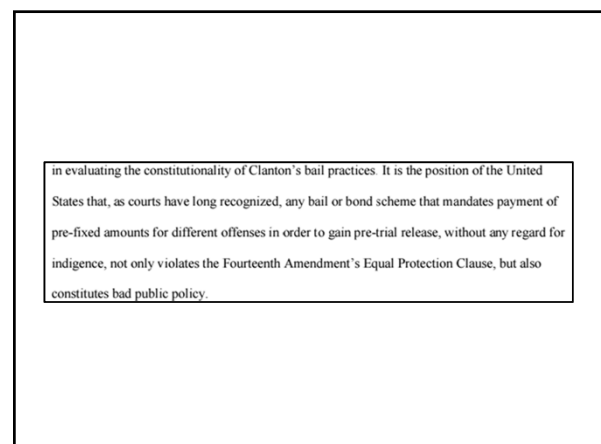 in evaluating the constitutionality of Clanton's bail practices. It is the position of the United
States that, as courts have long recognized, any bail or bond scheme that mandates payment of
pre-fixed amounts for different offenses in order to gain pre-trial release, without any regard for
indigence, not only violates the Fourteenth Amendment's Equal Protection Clause, but also
constitutes bad public policy.